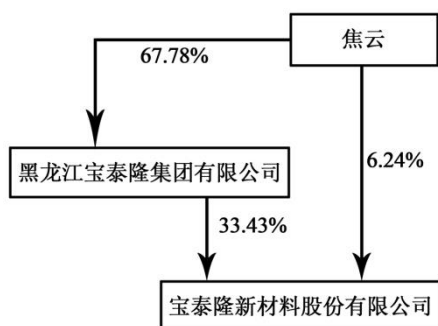 焦云
67.78%
黑龙江宝泰隆集团有限公司
6.24%
33.43%
宝泰隆新材料股份有限公司